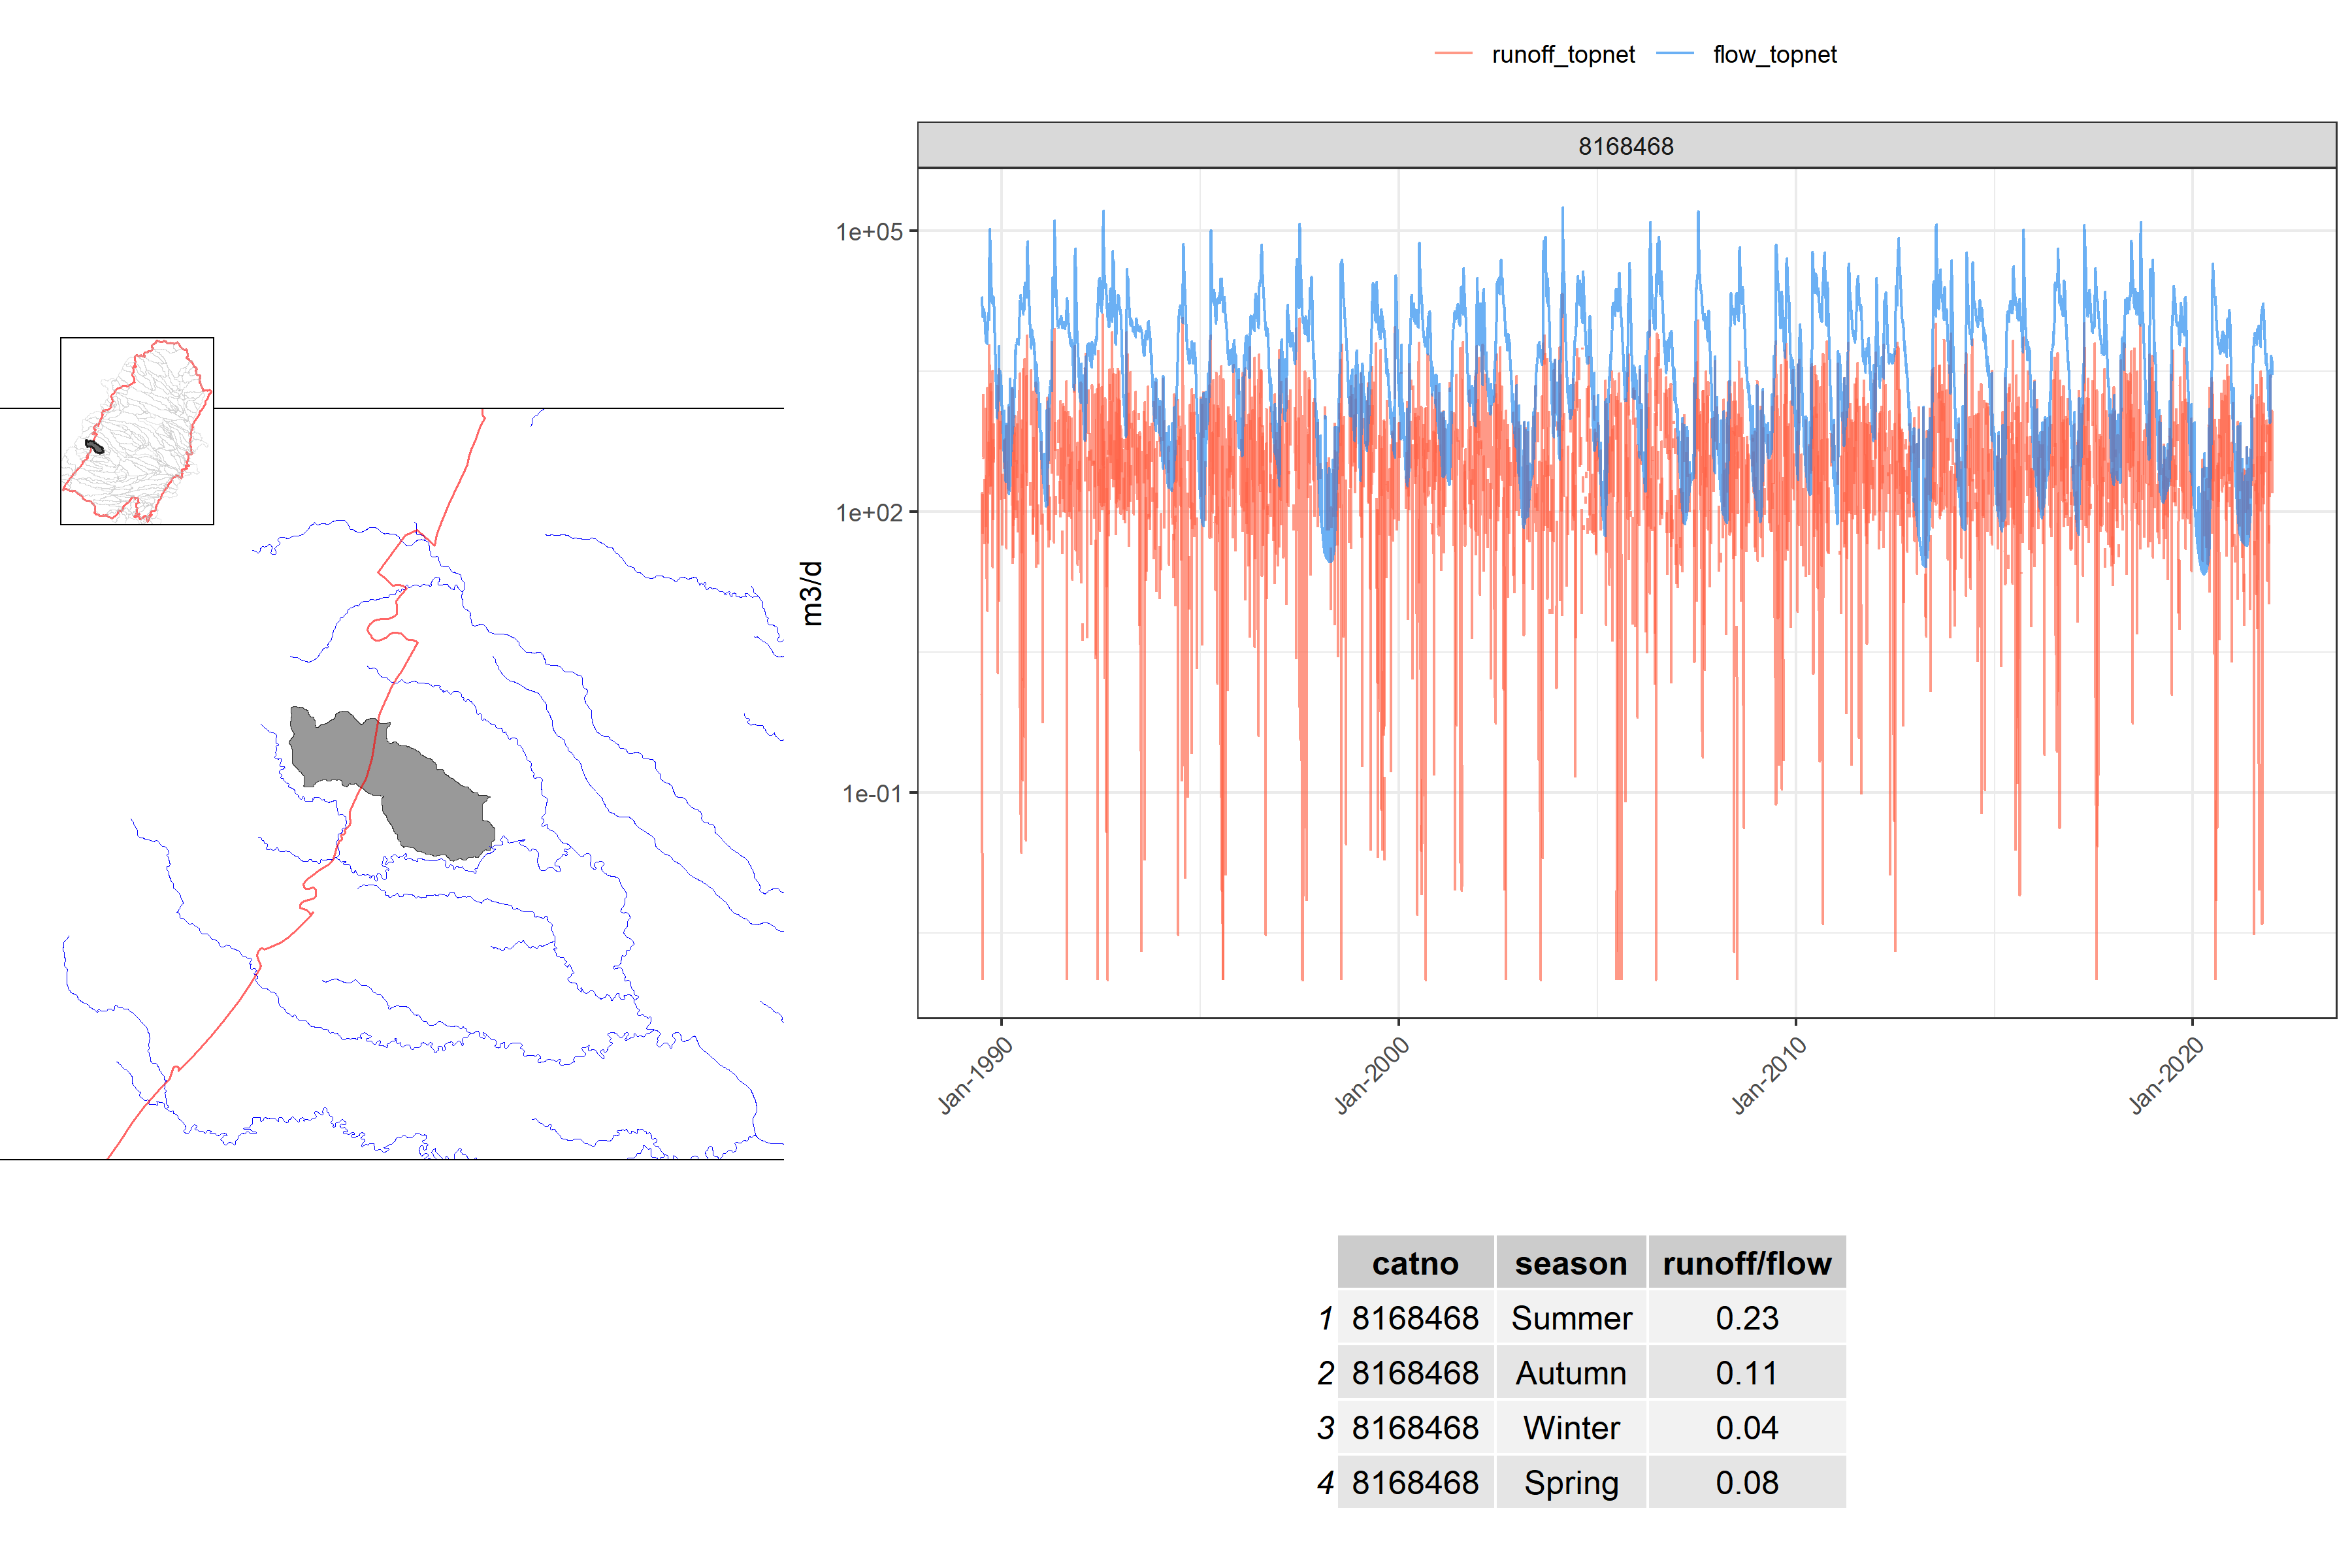 runoff_topnet flow_topnet
8168468
1e+05
1e+02
1e-01
m3/d
Jan-1990 Jan-2000 Jan-2010 Jan-2020
catno season runoff/flow
1 8168468 Summer 0.23
2 8168468 Autumn 0.11
3 8168468 Winter 0.04
4 8168468 Spring 0.08